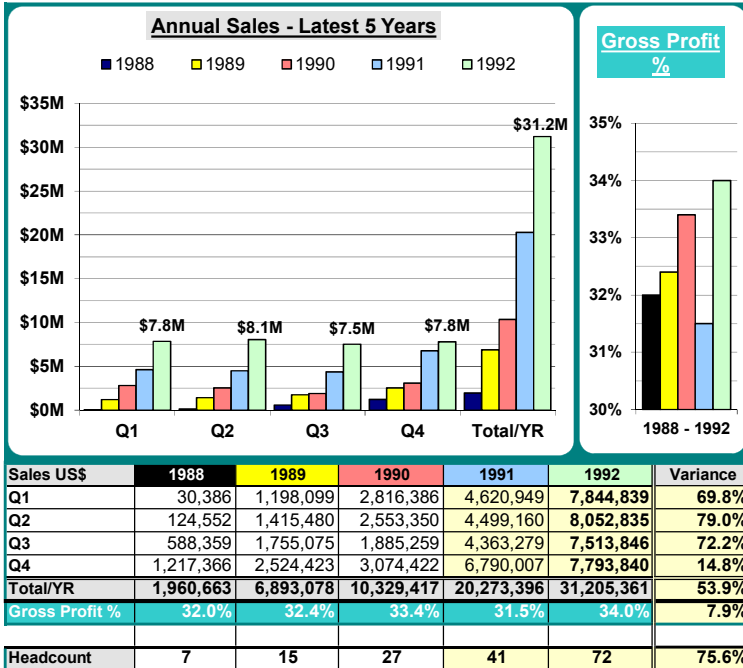 Annual Sales - Latest 5 Years
1988 1989 1990 1991 1992
$35M
$30M
$25M
$20M
$15M
$10M
$5M
$0M
$7.8M
$8.1M
$7.5M
$7.8M
$31.2M
Q1 Q2 Q3 Q4 Total/YR
Gross Profit
%
35%
34%
33%
32%
31%
30%
1988 - 1992
Sales US$ 1988 1989 1990 1991 1992 Variance
Q1 30,386 1,198,099 2,816,386 4,620,949 7,844,839 69.8%
Q2 124,552 1,415,480 2,553,350 4,499,160 8,052,835 79.0%
Q3 588,359 1,755,075 1,885,259 4,363,279 7,513,846 72.2%
Q4 1,217,366 2,524,423 3,074,422 6,790,007 7,793,840 14.8%
Total/YR 1,960,663 6,893,078 10,329,417 20,273,396 31,205,361 53.9%
Gross Profit % 32.0% 32.4% 33.4% 31.5% 34.0% 7.9%
Headcount 7 15 27 41 72 75.6%